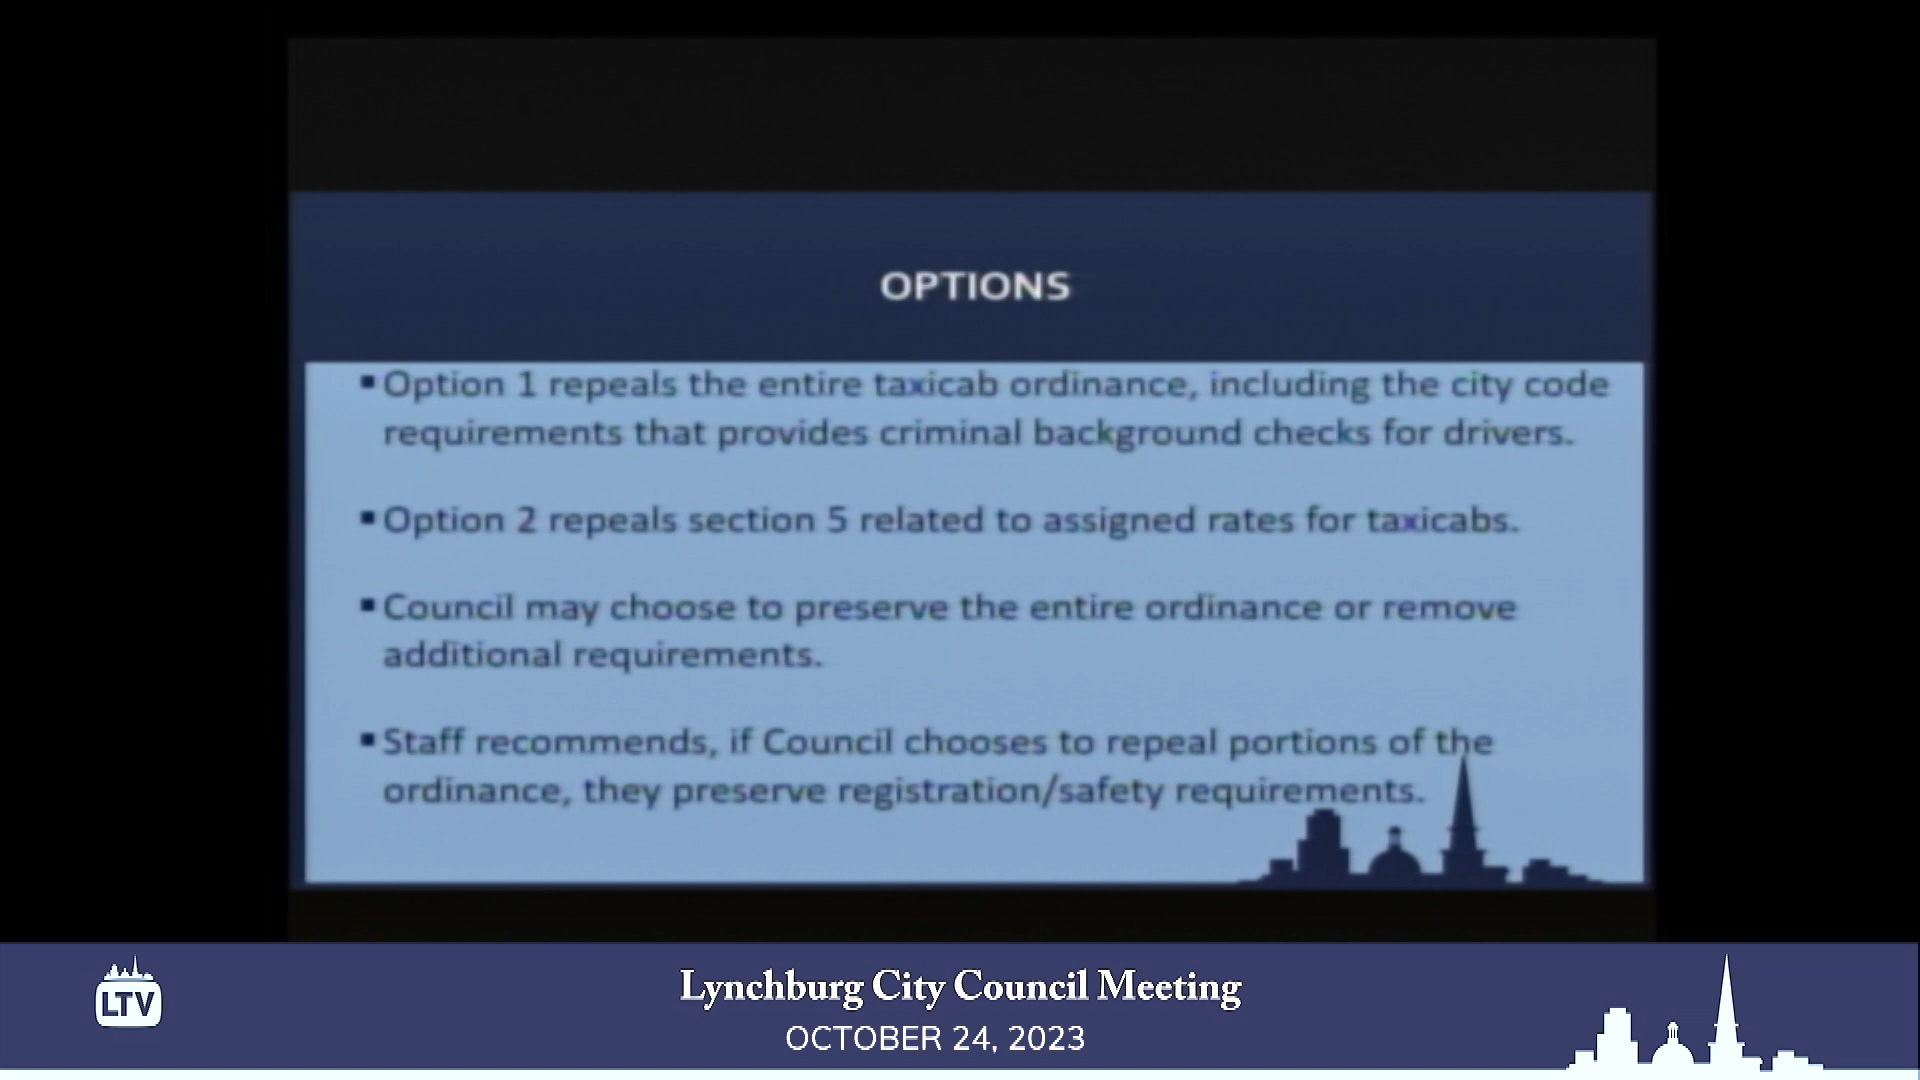 OPTIONS
▪ Option 1 repeals the entire taxicab ordinance, including the city code
requirements that provides criminal background checks for drivers.
▪ Option 2 repeals section 5 related to assigned rates for taxicabs.
▪ Council may choose to preserve the entire ordinance or remove
additional requirements.
▪ Staff recommends, if Council chooses to repeal portions of the
ordinance, they preserve registration/safety requirements.
LTV
Lynchburg City Council Meeting
OCTOBER 24, 2023